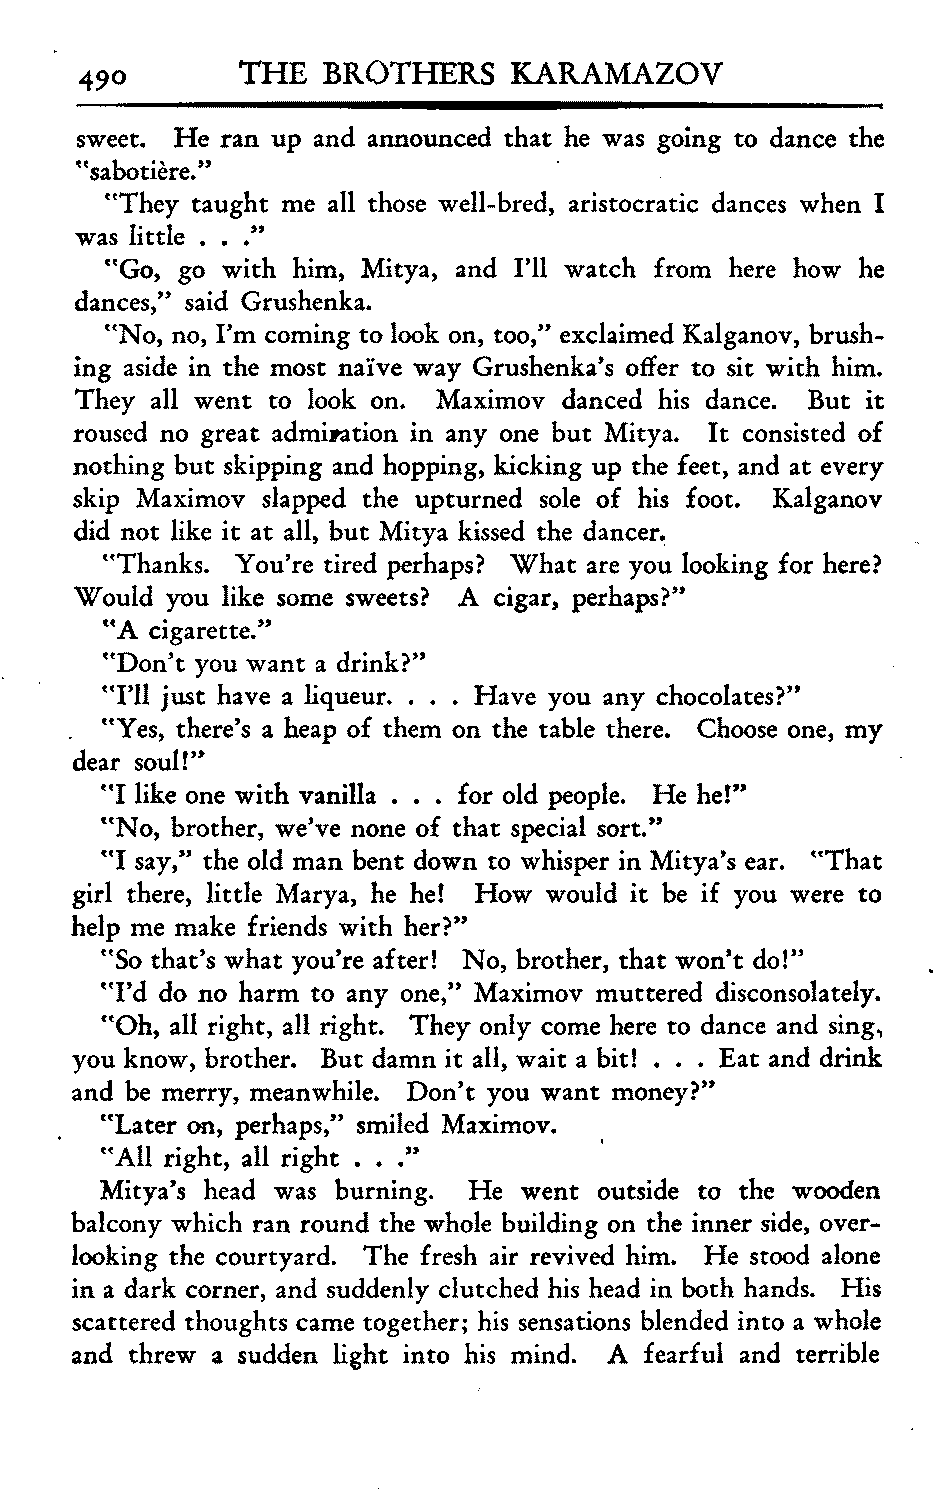 490 THE BROTHERS KARAMAZOV
sweet. He ran up and announced that he was going to dance the
"sabotière."
"They taught me all those well-bred, aristocratic dances when I
was little . . ."
"Go, go with him, Mitya, and I'll watch from here how he
dances," said Grushenka.
"No, no, I'm coming to look on, too," exclaimed Kalganov, brush-
ing aside in the most naïve way Grushenka's offer to sit with him.
They all went to look on. Maximov danced his dance. But it
roused no great admiration in any one but Mitya. It consisted of
nothing but skipping and hopping, kicking up the feet, and at every
skip Maximov slapped the upturned sole of his foot. Kalganov
did not like it at all, but Mitya kissed the dancer.
"Thanks. You're tired perhaps? What are you looking for here?
Would you like some sweets? A cigar, perhaps?"
"A cigarette."
"Don't you want a drink?"
"I'll just have a liqueur. . . . Have you any chocolates?"
"Yes, there's a heap of them on the table there. Choose one, my
dear soul!"
"I like one with vanilla . . . for old people. He he!"
"No, brother, we've none of that special sort."
"I say," the old man bent down to whisper in Mitya's ear. "That
girl there, little Marya, he he! How would it be if you were to
help me make friends with her?"
"So that's what you're after! No, brother, that won't do!"
"I'd do no harm to any one," Maximov muttered disconsolately.
"Oh, all right, all right. They only come here to dance and sing,
you know, brother. But damn it all, wait a bit! . . . Eat and drink
and be merry, meanwhile. Don't you want money?"
"Later on, perhaps," smiled Maximov.
"All right, all right . . ."
Mitya's head was burning. He went outside to the wooden
balcony which ran round the whole building on the inner side, over-
looking the courtyard. The fresh air revived him. He stood alone
in a dark corner, and suddenly clutched his head in both hands. His
scattered thoughts came together; his sensations blended into a whole
and threw a sudden light into his mind. A fearful and terrible